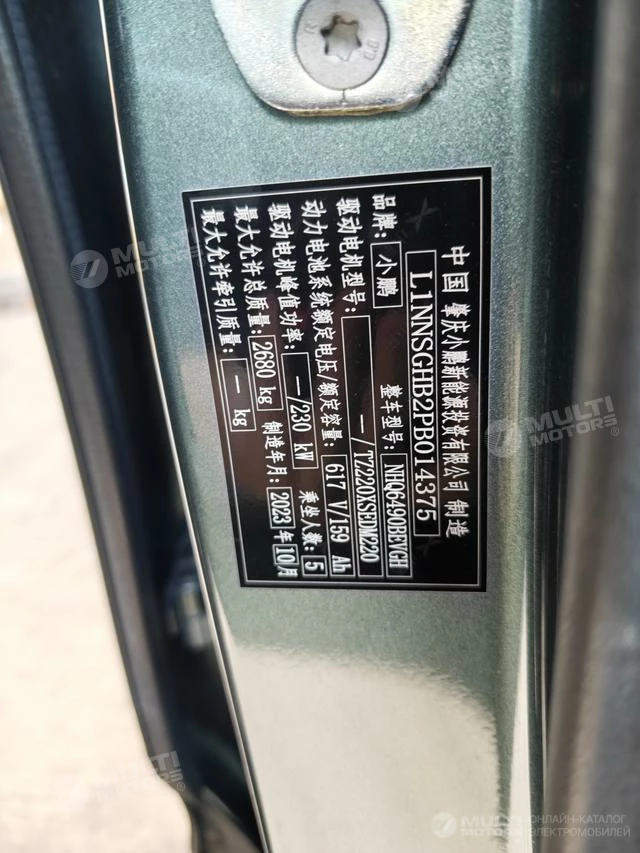 中国 肇庆小鹏新能源投资有限公司 制造
L1NNSGHB2PB014375
品牌: 小鹏 整车型号: NHQ6490BEVGH
驱动电机型号: —/TZ220XSFDM220
动力电池系统额定电压/额定容量: 617 V/159 Ah
驱动电机峰值功率: —/230 kW 乘坐人数: 5
最大允许总质量: 2680 kg 制造年月: 2023 年 10 月
最大允许牵引质量: — kg
MULTI MOTORS
MULTI MOTORS
MULTI MOTORS
MULTI MOTORS
ОНЛАЙН-КАТАЛОГ
ЭЛЕКТРОМОБИЛЕЙ